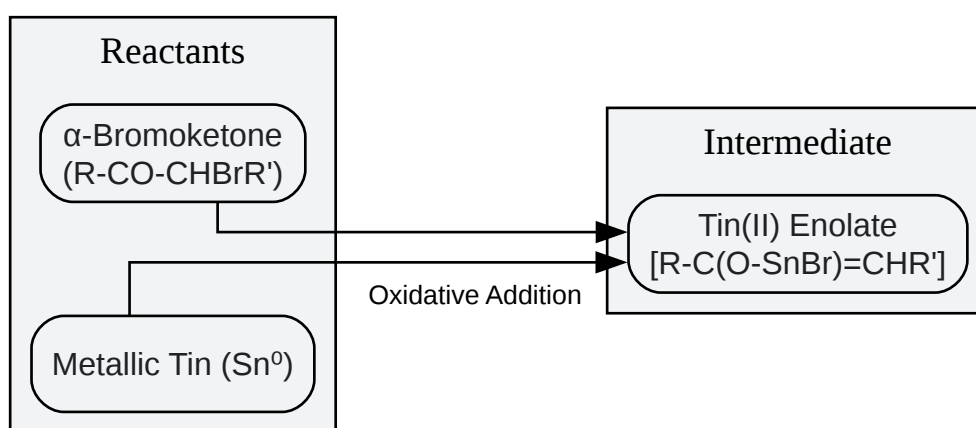 Reactants
α-Bromoketone
(R-CO-CHBrR')
Metallic Tin (Sn⁰)
Oxidative Addition
Intermediate
Tin(II) Enolate
[R-C(O-SnBr)=CHR']